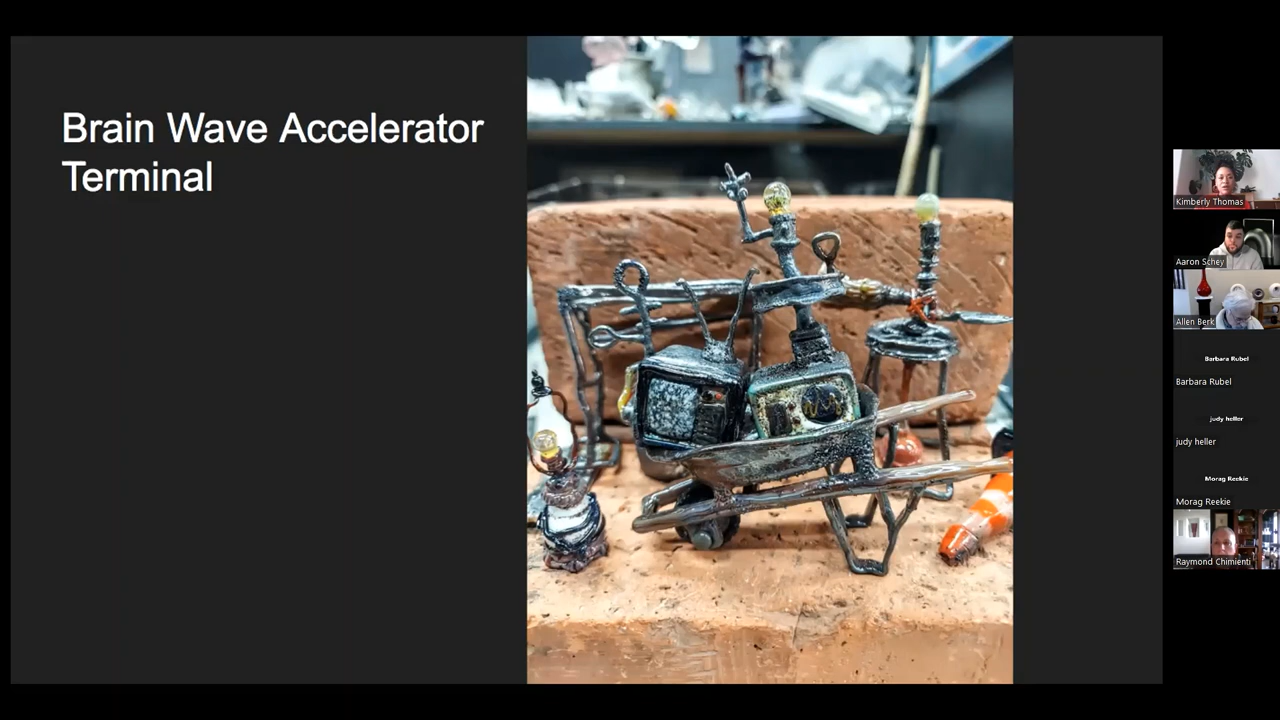 Brain Wave Accelerator
Terminal
Kimberly Thomas
Aaron Schey
Allen Berk
Barbara Rubel
Barbara Rubel
judy heller
judy heller
Morag Reekie
Morag Reekie
Raymond Chimienti